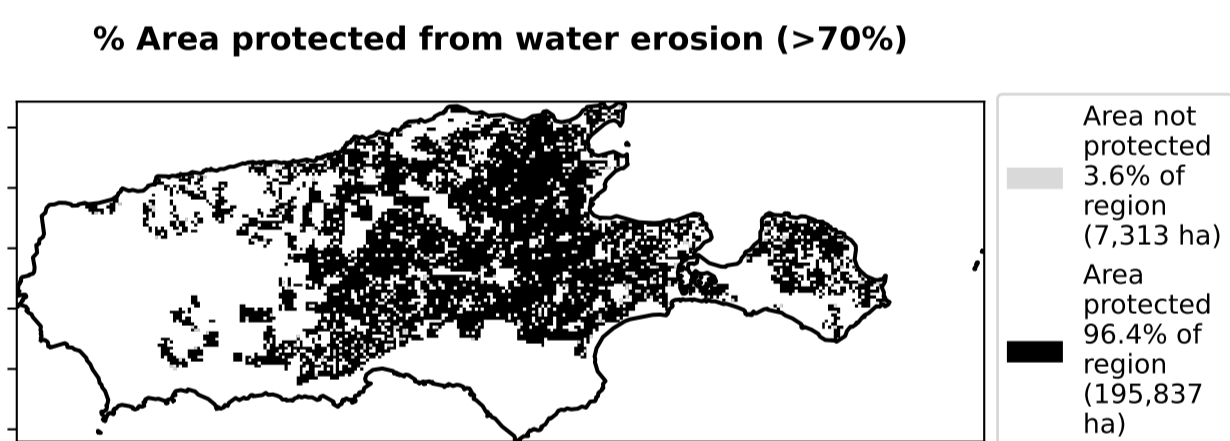 % Area protected from water erosion (>70%)
Area not
protected
3.6% of
region
(7,313 ha)
Area
protected
96.4% of
region
(195,837
ha)